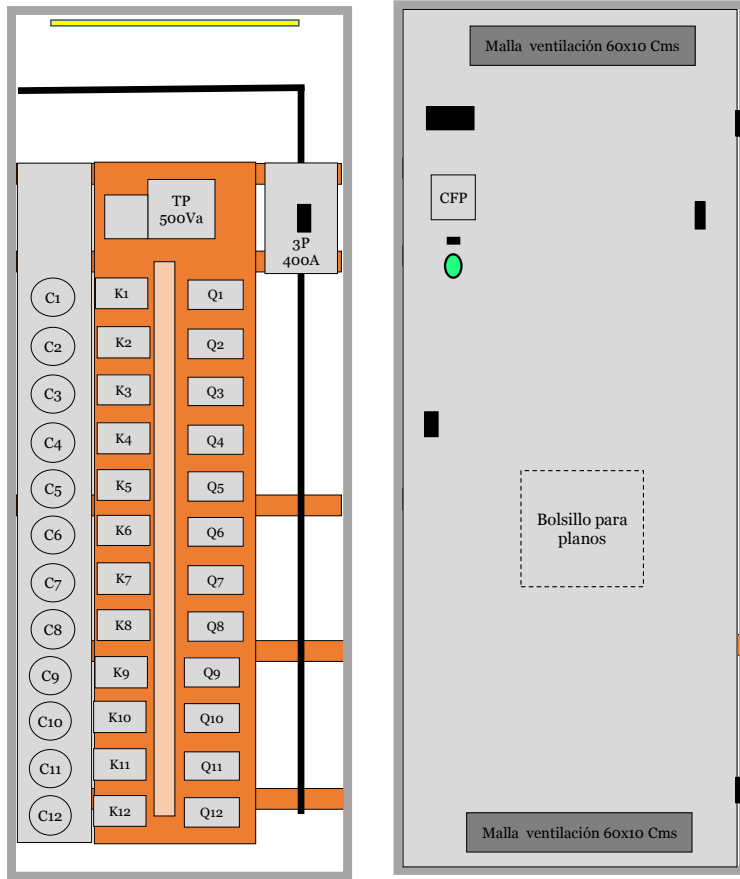 TP
500Va
3P
400A
C1
K1
Q1
C2
K2
Q2
C3
K3
Q3
C4
K4
Q4
C5
K5
Q5
C6
K6
Q6
C7
K7
Q7
C8
K8
Q8
C9
K9
Q9
C10
K10
Q10
C11
K11
Q11
C12
K12
Q12
Malla ventilación 60x10 Cms
CFP
Bolsillo para
planos
Malla ventilación 60x10 Cms